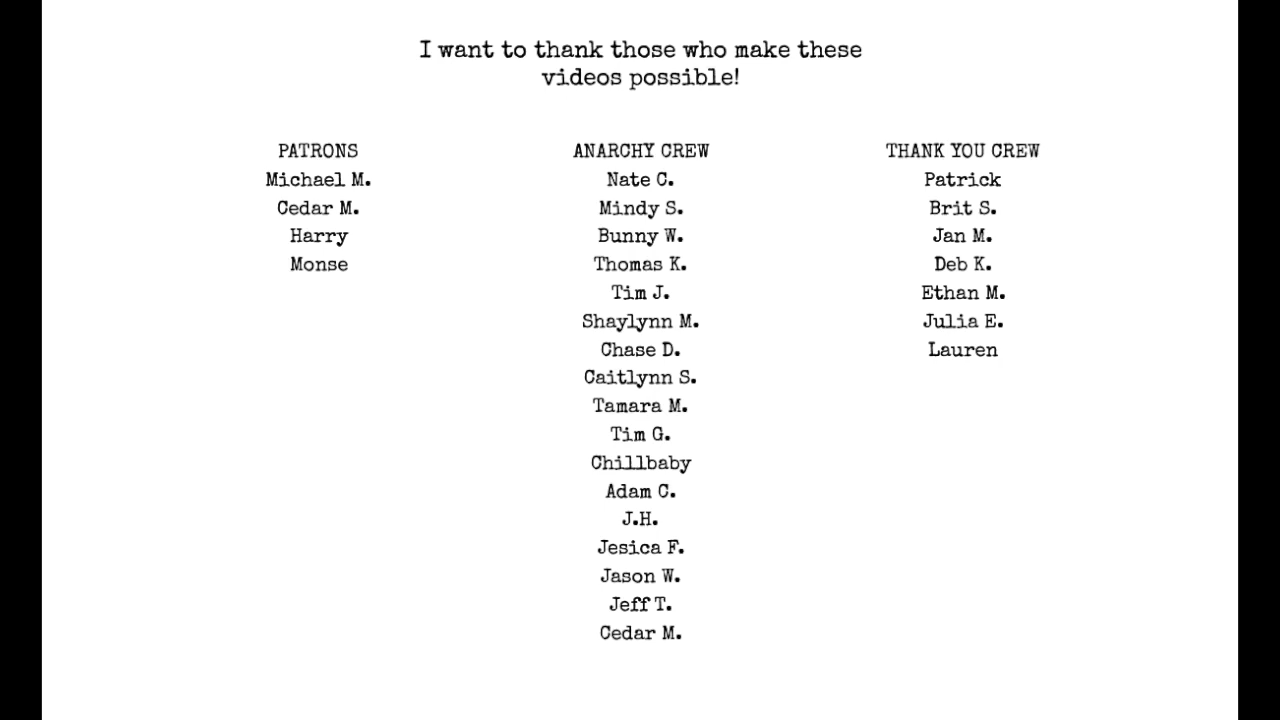 I want to thank those who make these
videos possible!
PATRONS
Michael M.
Cedar M.
Harry
Monse
ANARCHY CREW
Nate C.
Mindy S.
Bunny W.
Thomas K.
Tim J.
Shaylynn M.
Chase D.
Caitlynn S.
Tamara M.
Tim G.
Chillbaby
Adam C.
J.H.
Jesica F.
Jason W.
Jeff T.
Cedar M.
THANK YOU CREW
Patrick
Brit S.
Jan M.
Deb K.
Ethan M.
Julia E.
Lauren